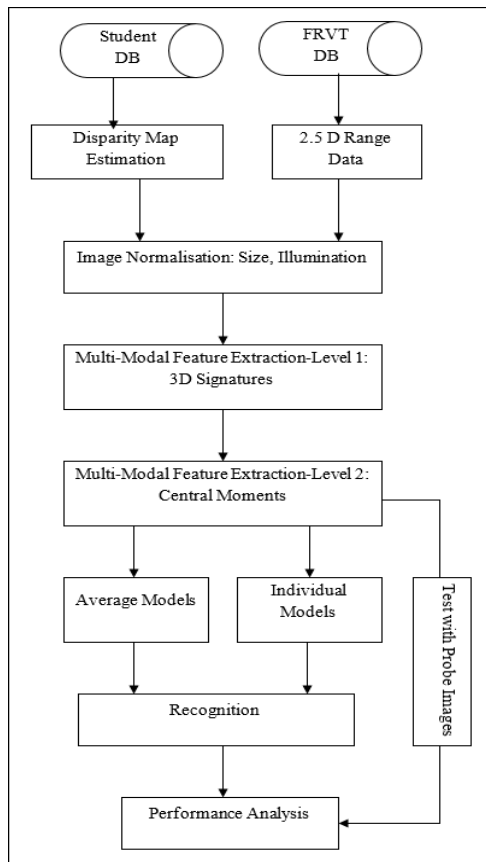 Student
DB
FRVT
DB
Disparity Map
Estimation
2.5 D Range
Data
Image Normalisation: Size, Illumination
Multi-Modal Feature Extraction-Level 1:
3D Signatures
Multi-Modal Feature Extraction-Level 2:
Central Moments
Average Models
Individual
Models
Test with Probe Images
Recognition
Performance Analysis